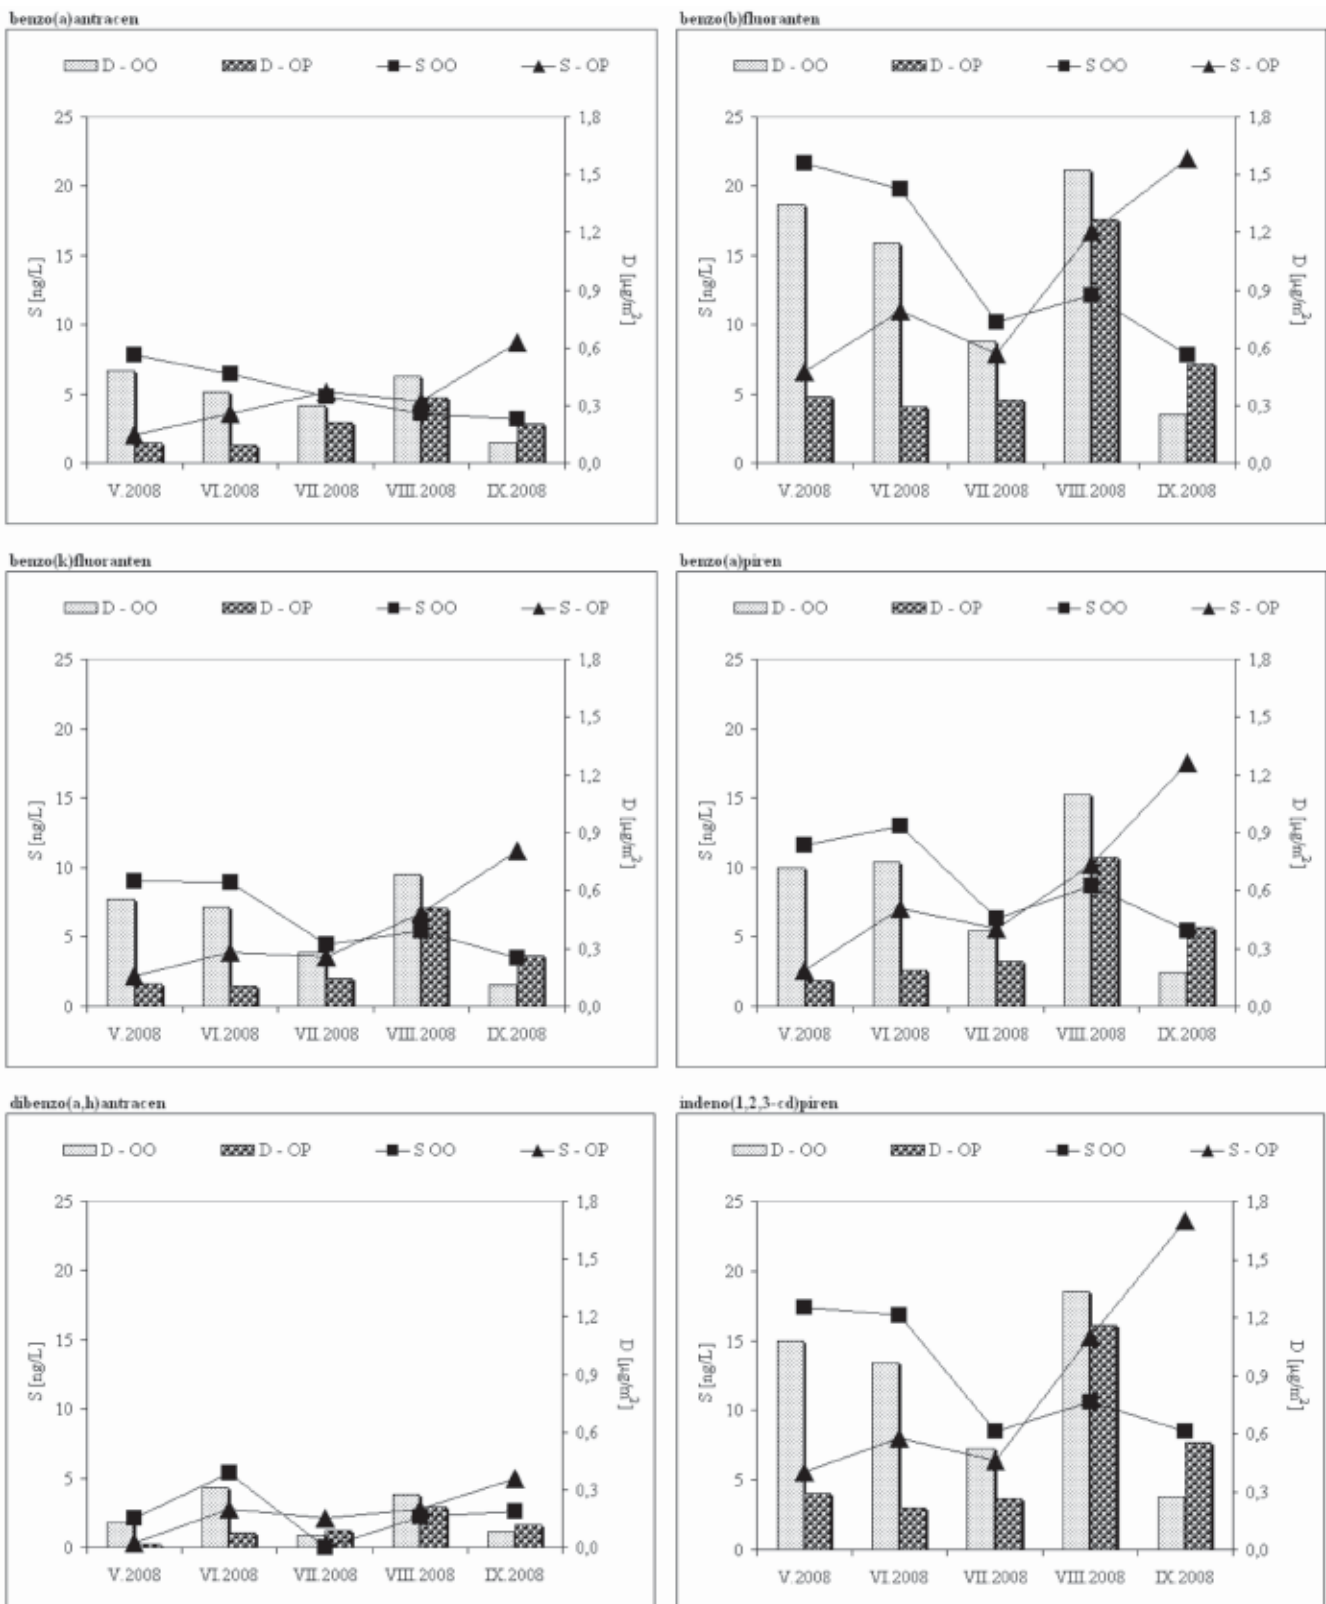 benzo(a)antracen
D - OO D - OP S OO S - OP
25
20
15
10
5
0
S [ng/L]
1,8
1,5
1,2
0,9
0,6
0,3
0,0
D [µg/m²]
V.2008 VI.2008 VII.2008 VIII.2008 IX.2008
benzo(b)fluoranten
D - OO D - OP S OO S - OP
25
20
15
10
5
0
S [ng/L]
1,8
1,5
1,2
0,9
0,6
0,3
0,0
D [µg/m²]
V.2008 VI.2008 VII.2008 VIII.2008 IX.2008
benzo(k)fluoranten
D - OO D - OP S OO S - OP
25
20
15
10
5
0
S [ng/L]
1,8
1,5
1,2
0,9
0,6
0,3
0,0
D [µg/m²]
V.2008 VI.2008 VII.2008 VIII.2008 IX.2008
benzo(a)piren
D - OO D - OP S OO S - OP
25
20
15
10
5
0
S [ng/L]
1,8
1,5
1,2
0,9
0,6
0,3
0,0
D [µg/m²]
V.2008 VI.2008 VII.2008 VIII.2008 IX.2008
dibenzo(a,h)antracen
D - OO D - OP S OO S - OP
25
20
15
10
5
0
S [ng/L]
1,8
1,5
1,2
0,9
0,6
0,3
0,0
D [µg/m²]
V.2008 VI.2008 VII.2008 VIII.2008 IX.2008
indeno(1,2,3-cd)piren
D - OO D - OP S OO S - OP
25
20
15
10
5
0
S [ng/L]
1,8
1,5
1,2
0,9
0,6
0,3
0,0
D [µg/m²]
V.2008 VI.2008 VII.2008 VIII.2008 IX.2008